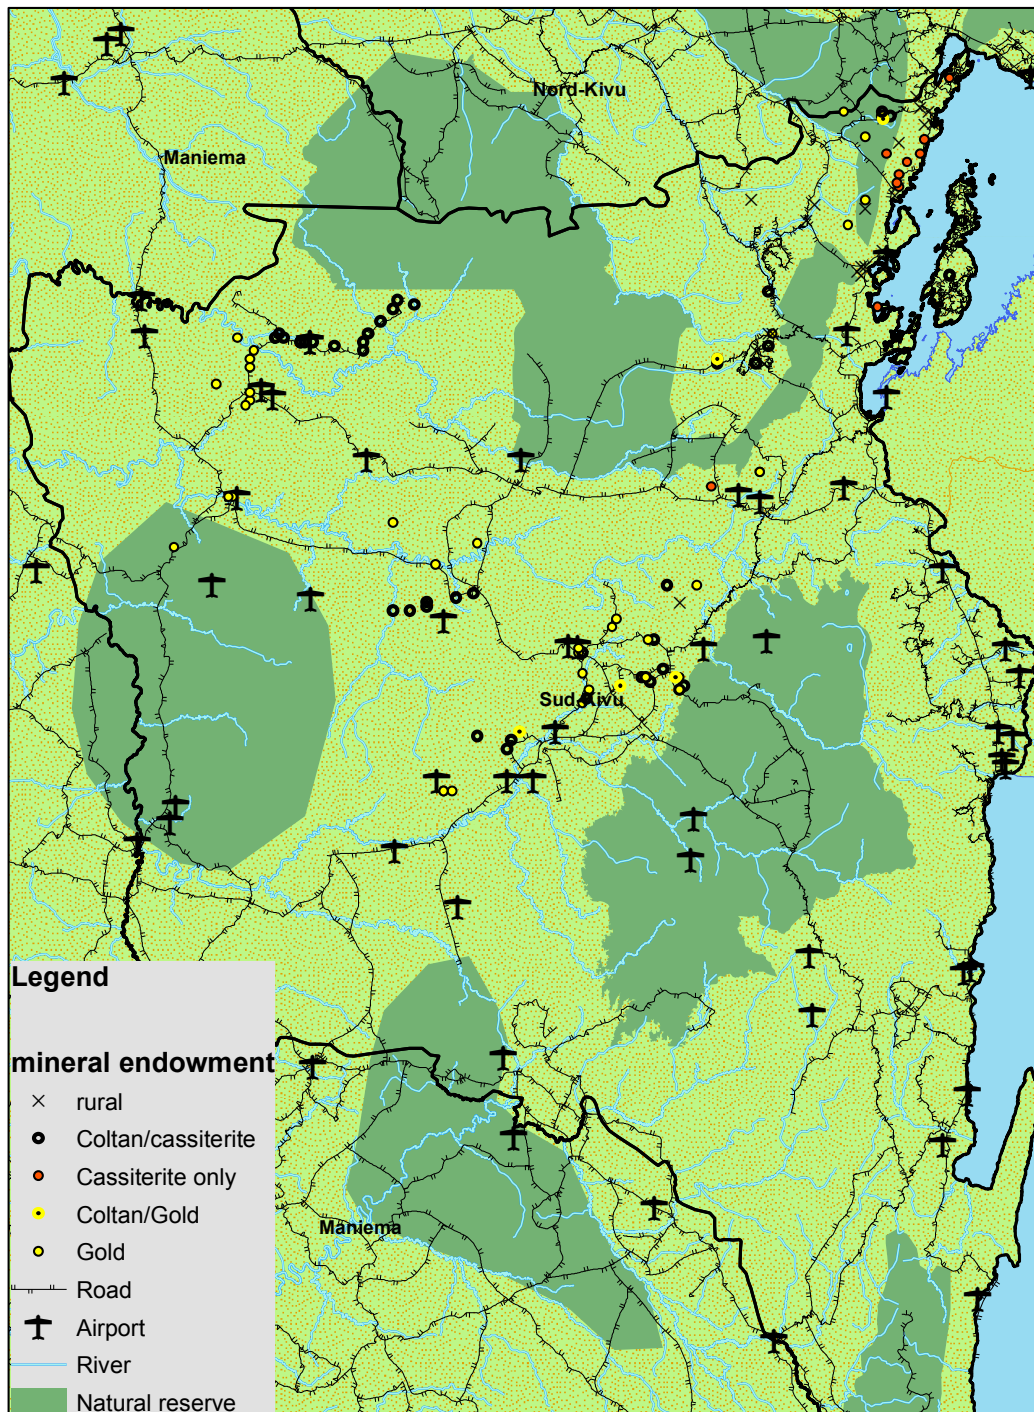 Nord-Kivu
Maniema
Sud-Kivu
Maniema
Legend
mineral endowment
rural
Coltan/cassiterite
Cassiterite only
Coltan/Gold
Gold
Road
Airport
River
Natural reserve